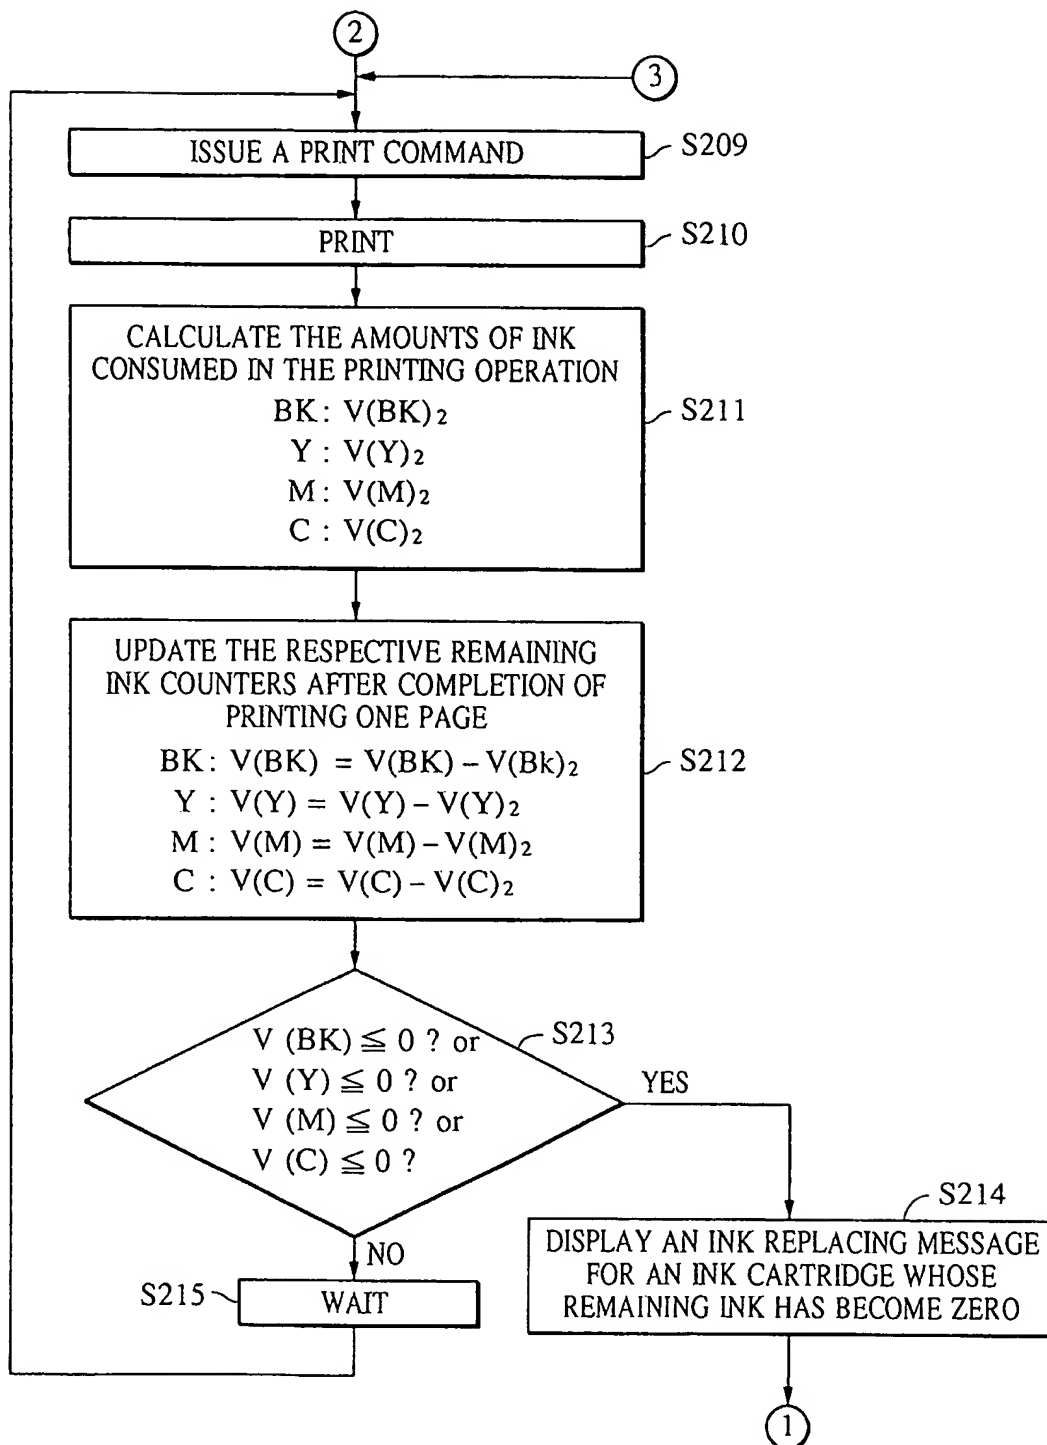 2
3
ISSUE A PRINT COMMAND
S209
PRINT
S210
CALCULATE THE AMOUNTS OF INK
CONSUMED IN THE PRINTING OPERATION
BK: V(BK)₂
Y : V(Y)₂
M : V(M)₂
C : V(C)₂
S211
UPDATE THE RESPECTIVE REMAINING
INK COUNTERS AFTER COMPLETION OF
PRINTING ONE PAGE
BK: V(BK) = V(BK) – V(Bk)₂
Y : V(Y) = V(Y) – V(Y)₂
M : V(M) = V(M) – V(M)₂
C : V(C) = V(C) – V(C)₂
S212
V (BK) ≦ 0 ? or
V (Y) ≦ 0 ? or
V (M) ≦ 0 ? or
V (C) ≦ 0 ?
S213
YES
NO
S214
DISPLAY AN INK REPLACING MESSAGE
FOR AN INK CARTRIDGE WHOSE
REMAINING INK HAS BECOME ZERO
S215
WAIT
1